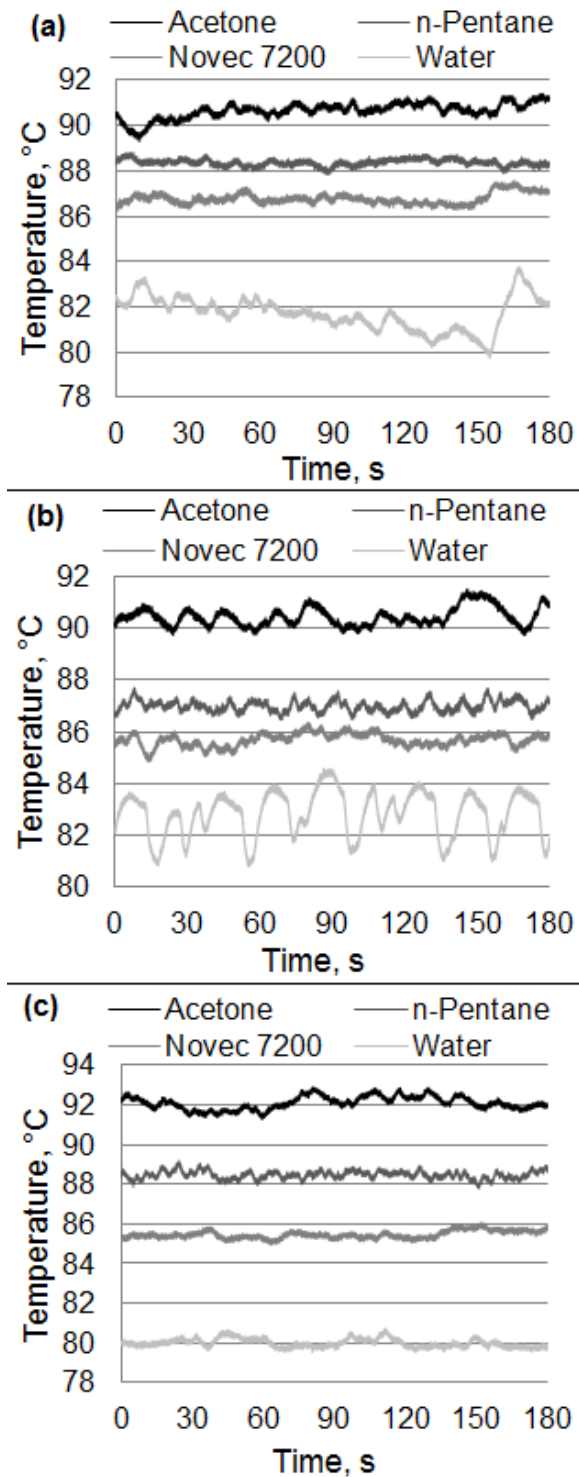 (a)
Acetone n-Pentane
Novec 7200 Water
Temperature, °C
92
90
88
86
84
82
80
78
0 30 60 90 120 150 180
Time, s
(b)
Acetone n-Pentane
Novec 7200 Water
Temperature, °C
92
90
88
86
84
82
80
0 30 60 90 120 150 180
Time, s
(c)
Acetone n-Pentane
Novec 7200 Water
Temperature, °C
94
92
90
88
86
84
82
80
78
0 30 60 90 120 150 180
Time, s